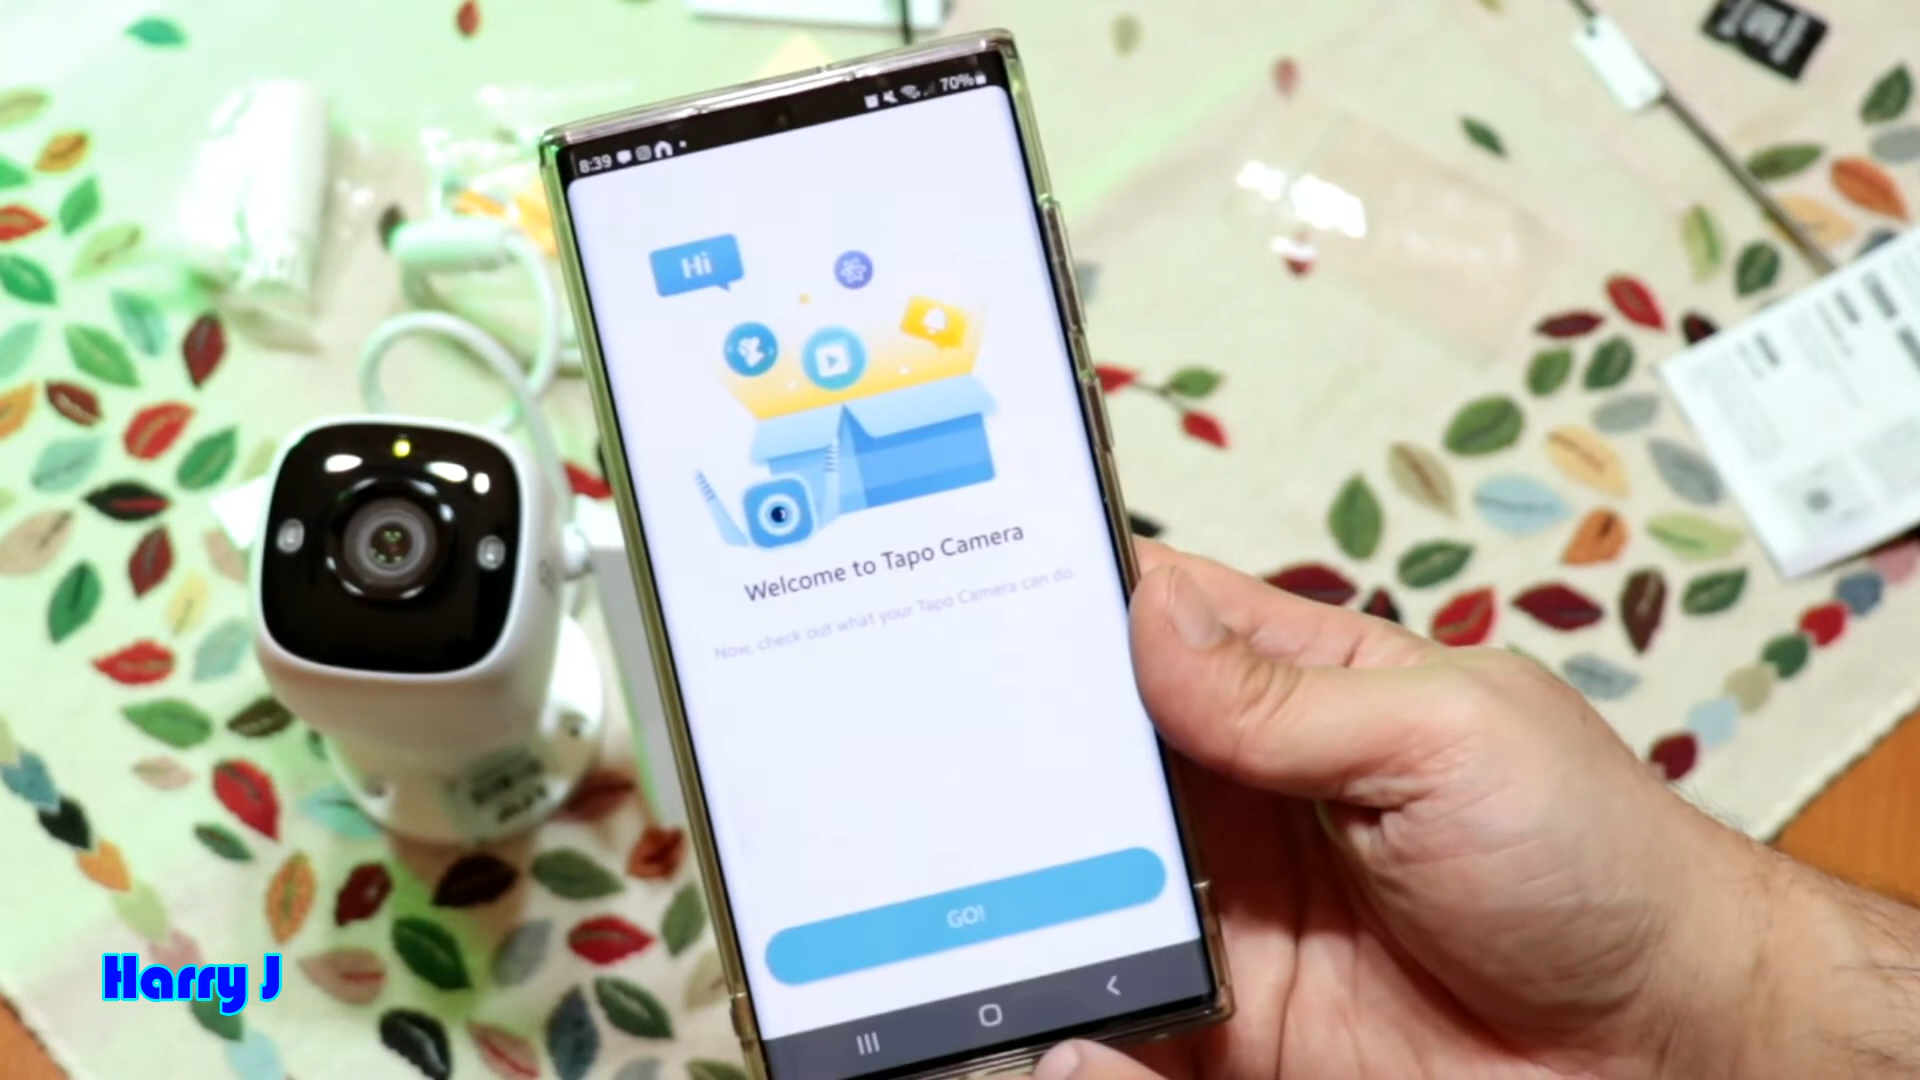 8:39
70%
Hi
Welcome to Tapo Camera
Now, check out what your Tapo Camera can do.
GO!
Harry J